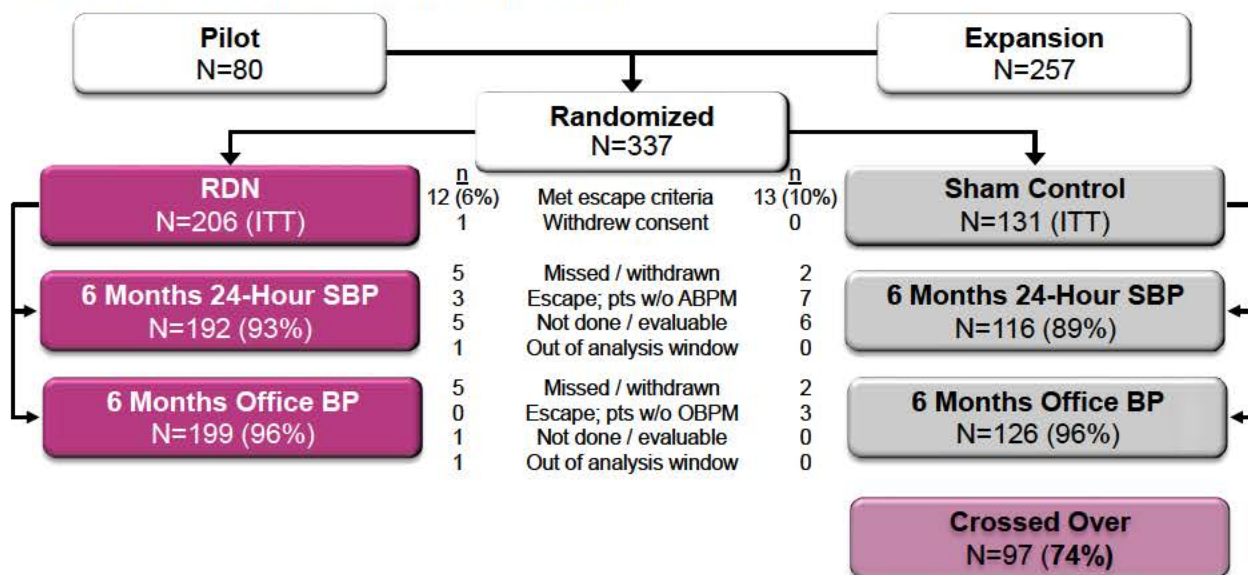 Pilot
N=80
Expansion
N=257
Randomized
N=337
RDN
N=206 (ITT)
n
12 (6%) Met escape criteria 13 (10%)
n
1 Withdrew consent 0
Sham Control
N=131 (ITT)
6 Months 24-Hour SBP
N=192 (93%)
5 Missed / withdrawn 2
3 Escape; pts w/o ABPM 7
5 Not done / evaluable 6
1 Out of analysis window 0
6 Months 24-Hour SBP
N=116 (89%)
6 Months Office BP
N=199 (96%)
5 Missed / withdrawn 2
0 Escape; pts w/o OBPM 3
1 Not done / evaluable 0
1 Out of analysis window 0
6 Months Office BP
N=126 (96%)
Crossed Over
N=97 (74%)